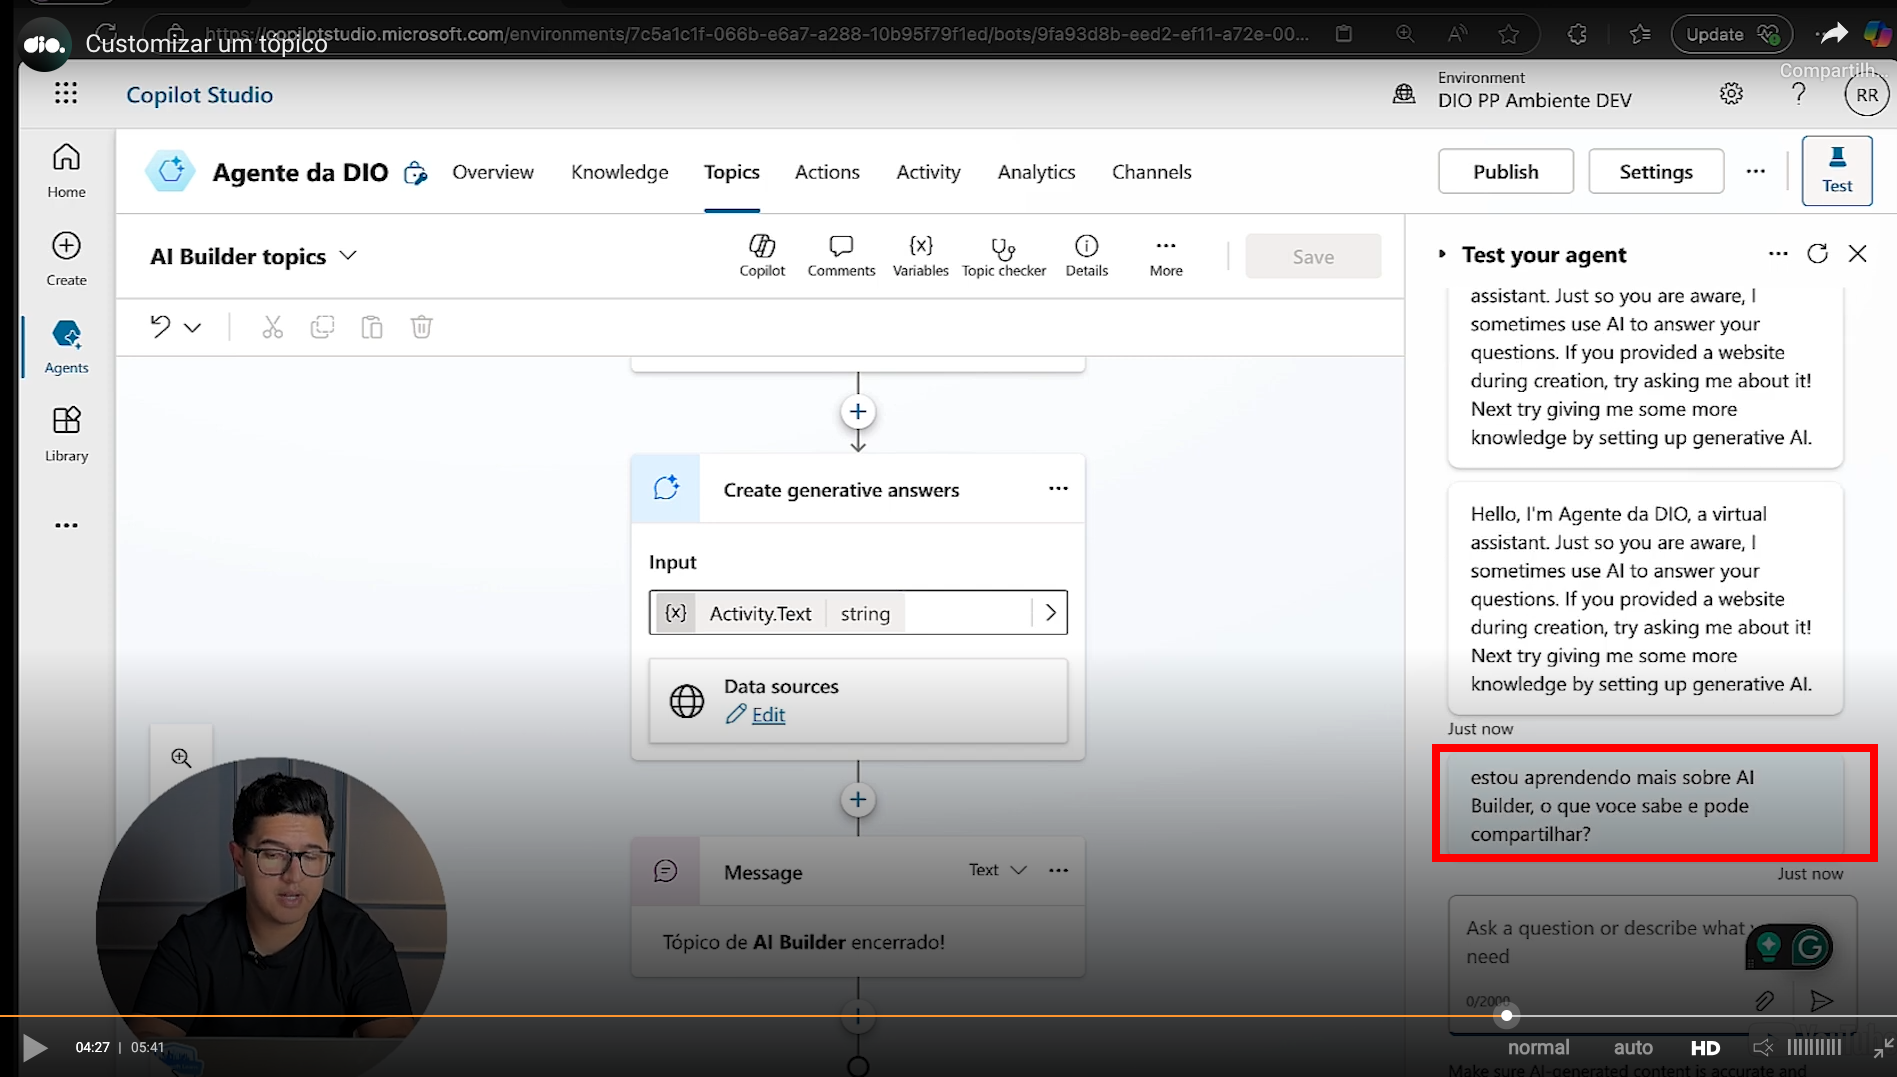 dio.
Customizar um tópico
https://copilotstudio.microsoft.com/environments/7c5a1c1f-066b-e6a7-a288-10b95f79f1ed/bots/9fa93d8b-eed2-ef11-a72e-00...
Update
Compartilh...
Copilot Studio
Environment
DIO PP Ambiente DEV
?
RR
Home
Create
Agents
Library
Agente da DIO
Overview
Knowledge
Topics
Actions
Activity
Analytics
Channels
Publish
Settings
Test
AI Builder topics
Copilot
Comments
{x}
Variables
Topic checker
Details
More
Save
Create generative answers
Input
{x} Activity.Text string
Data sources
Edit
Message
Text
Tópico de AI Builder encerrado!
Test your agent
assistant. Just so you are aware, I
sometimes use AI to answer your
questions. If you provided a website
during creation, try asking me about it!
Next try giving me some more
knowledge by setting up generative AI.
Hello, I'm Agente da DIO, a virtual
assistant. Just so you are aware, I
sometimes use AI to answer your
questions. If you provided a website
during creation, try asking me about it!
Next try giving me some more
knowledge by setting up generative AI.
Just now
estou aprendendo mais sobre AI
Builder, o que voce sabe e pode
compartilhar?
Just now
Ask a question or describe what
need
0/2000
04:27 | 05:41
normal
auto
HD
Make sure AI-generated content is accurate and